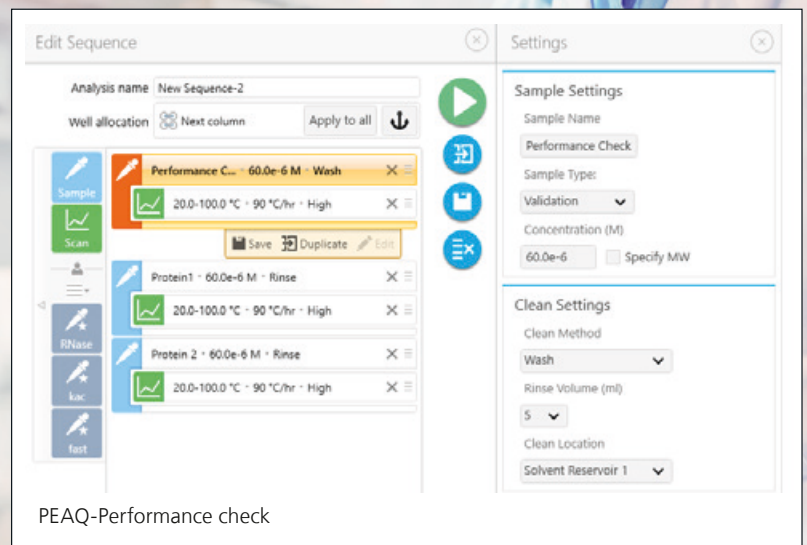 Edit Sequence
Analysis name New Sequence-2
Well allocation Next column Apply to all
Sample
Scan
RNase
kac
fast
Performance C... - 60.0e-6 M - Wash
20.0-100.0 °C - 90 °C/hr - High
Save Duplicate Edit
Protein1 - 60.0e-6 M - Rinse
20.0-100.0 °C - 90 °C/hr - High
Protein 2 - 60.0e-6 M - Rinse
20.0-100.0 °C - 90 °C/hr - High
Settings
Sample Settings
Sample Name
Performance Check
Sample Type:
Validation
Concentration (M)
60.0e-6 Specify MW
Clean Settings
Clean Method
Wash
Rinse Volume (ml)
5
Clean Location
Solvent Reservoir 1
PEAQ-Performance check